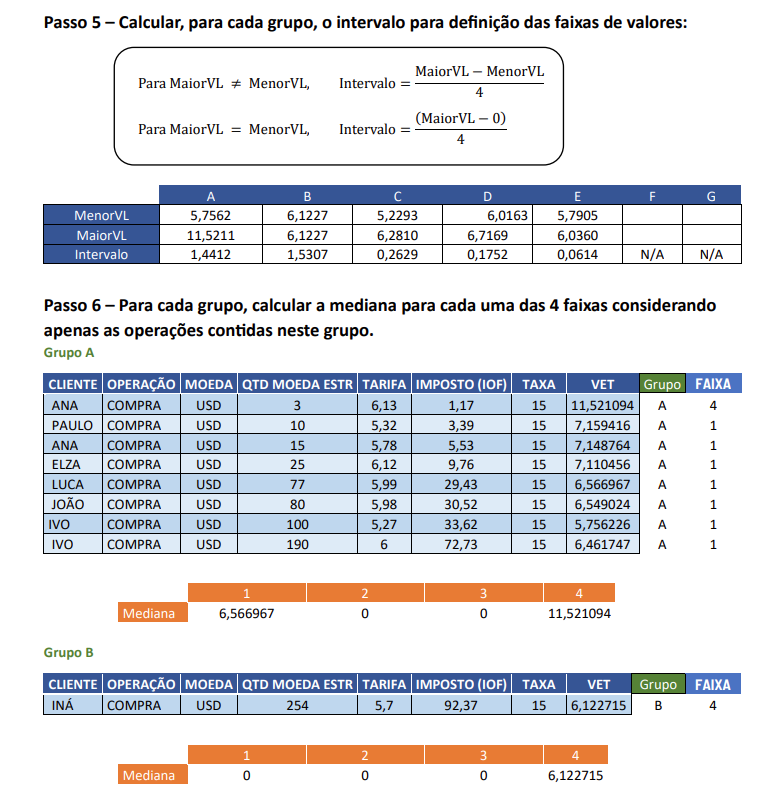 Passo 5 – Calcular, para cada grupo, o intervalo para definição das faixas de valores:
Para MaiorVL ≠ MenorVL, Intervalo = (MaiorVL − MenorVL) / 4
Para MaiorVL = MenorVL, Intervalo = (MaiorVL − 0) / 4
A B C D E F G
MenorVL 5,7562 6,1227 5,2293 6,0163 5,7905
MaiorVL 11,5211 6,1227 6,2810 6,7169 6,0360
Intervalo 1,4412 1,5307 0,2629 0,1752 0,0614 N/A N/A
Passo 6 – Para cada grupo, calcular a mediana para cada uma das 4 faixas considerando
apenas as operações contidas neste grupo.
Grupo A
CLIENTE OPERAÇÃO MOEDA QTD MOEDA ESTR TARIFA IMPOSTO (IOF) TAXA VET Grupo FAIXA
ANA COMPRA USD 3 6,13 1,17 15 11,521094 A 4
PAULO COMPRA USD 10 5,32 3,39 15 7,159416 A 1
ANA COMPRA USD 15 5,78 5,53 15 7,148764 A 1
ELZA COMPRA USD 25 6,12 9,76 15 7,110456 A 1
LUCA COMPRA USD 77 5,99 29,43 15 6,566967 A 1
JOÃO COMPRA USD 80 5,98 30,52 15 6,549024 A 1
IVO COMPRA USD 100 5,27 33,62 15 5,756226 A 1
IVO COMPRA USD 190 6 72,73 15 6,461747 A 1
1 2 3 4
Mediana 6,566967 0 0 11,521094
Grupo B
CLIENTE OPERAÇÃO MOEDA QTD MOEDA ESTR TARIFA IMPOSTO (IOF) TAXA VET Grupo FAIXA
INÁ COMPRA USD 254 5,7 92,37 15 6,122715 B 4
1 2 3 4
Mediana 0 0 0 6,122715